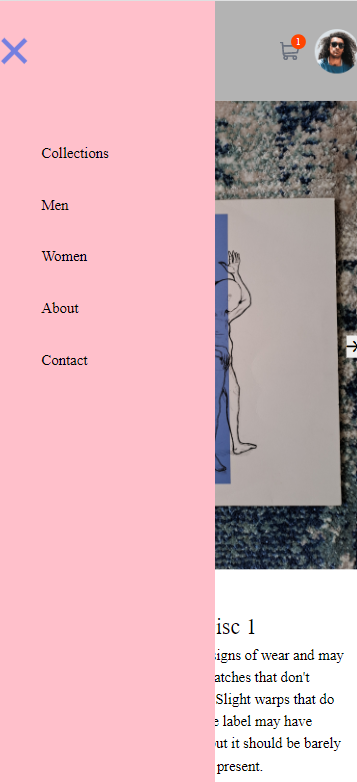 1
Collections
Men
Women
About
Contact
isc 1
signs of wear and may
atches that don't
Slight warps that do
e label may have
out it should be barely
present.